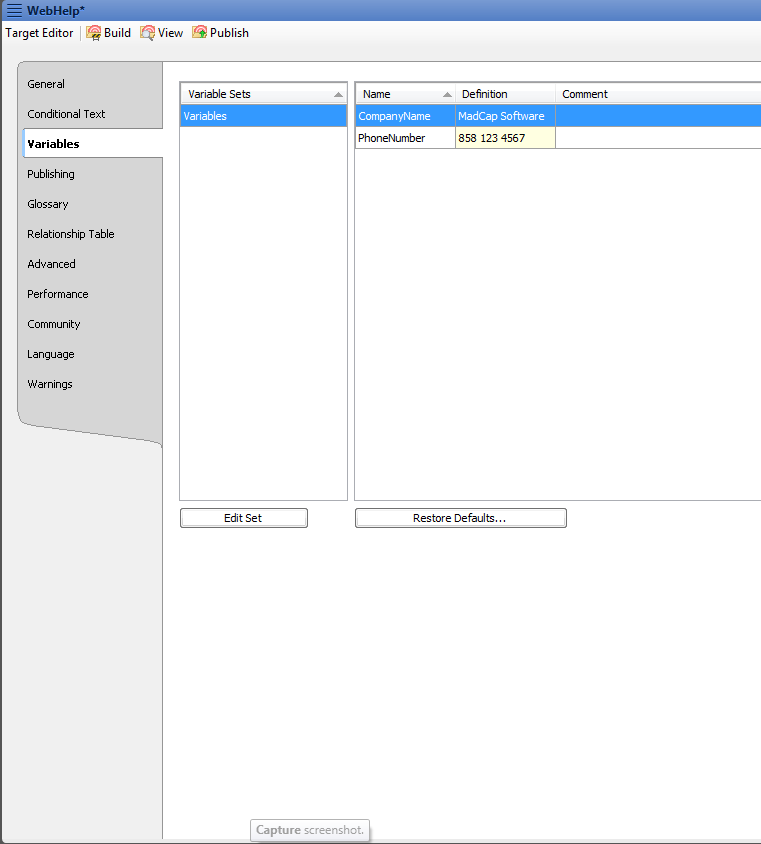 WebHelp*
Target Editor Build View Publish
General
Conditional Text
Variables
Publishing
Glossary
Relationship Table
Advanced
Performance
Community
Language
Warnings
Variable Sets
Variables
Name Definition Comment
CompanyName MadCap Software
PhoneNumber 858 123 4567
Edit Set
Restore Defaults...
Capture screenshot.